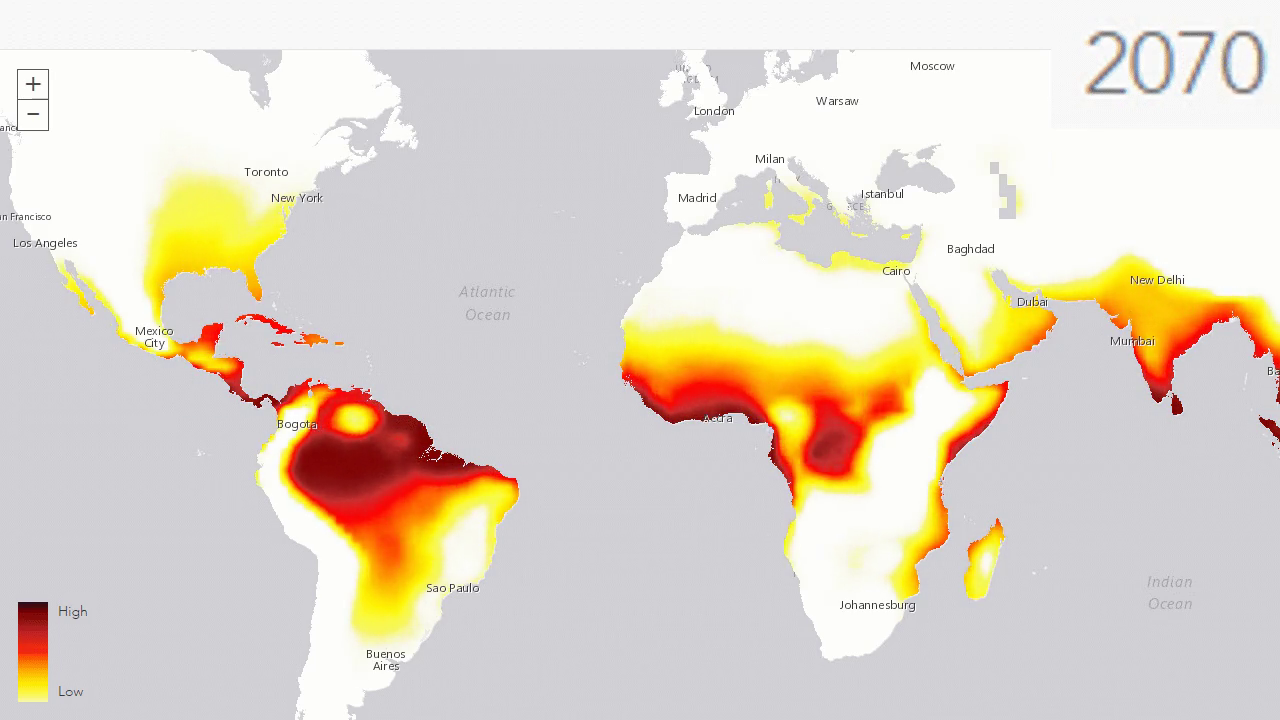 2070
+
−
Moscow
Warsaw
London
Toronto
New York
Milan
Madrid
Istanbul
n Francisco
Los Angeles
Baghdad
Cairo
New Delhi
Dubai
Atlantic
Ocean
Mexico
City
Mumbai
Ba
Accra
Bogota
Sao Paulo
Johannesburg
Indian
Ocean
Buenos
Aires
High
Low